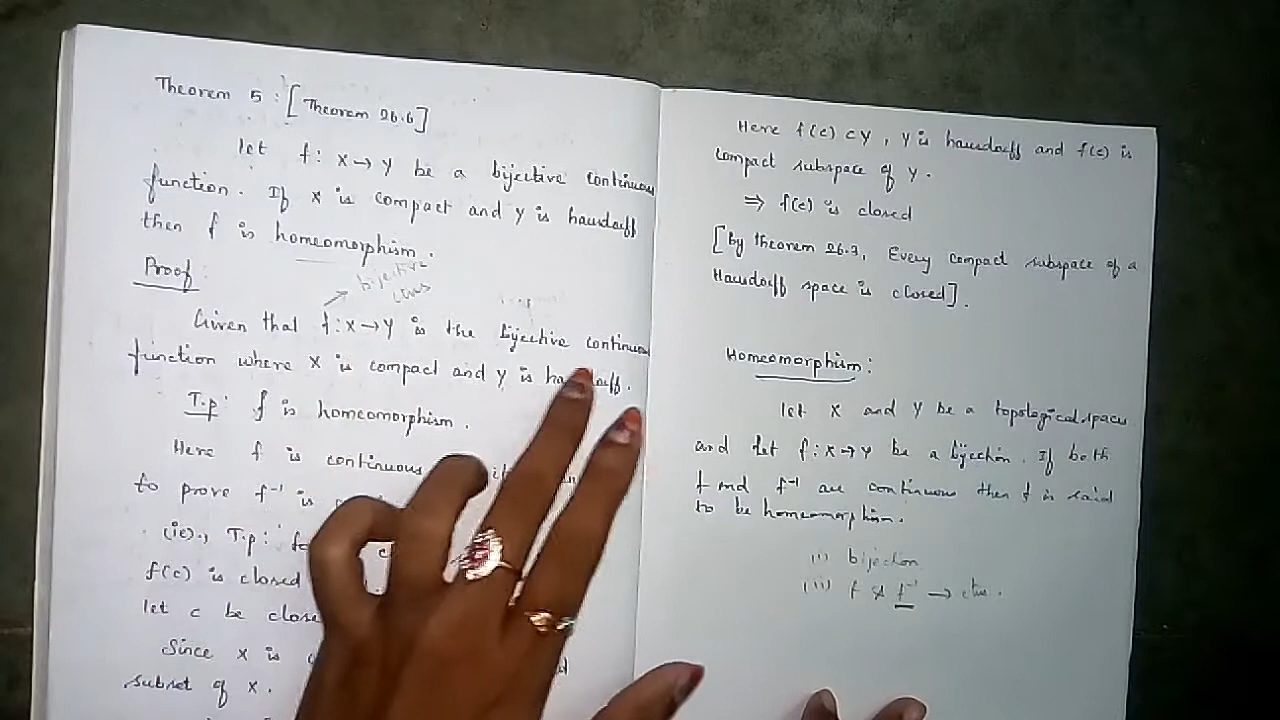 Theorem 5 : [Theorem 26.6]
let f : X → Y be a bijective continuous
function. If X is compact and Y is hausdorff
then f is homeomorphism.
Proof:
bijective
ctus
Given that f : X → Y is the bijective continuous
function where X is compact and Y is hausdorff.
T.p: f is homeomorphism.
Here f is continuous
to prove f⁻¹ is
(ie)., T.p:
f(c) is closed
let c be close
Since X is
subset of X.
Here f(c) ⊂ Y, Y is hausdorff and f(c) is
compact subspace of Y.
⇒ f(c) is closed
[By theorem 26.3, Every compact subspace of a
Hausdorff space is closed].
Homeomorphism:
let X and Y be a topological spaces
and let f : X → Y be a bijection. If both
f and f⁻¹ are continuous then f is said
to be homeomorphism.
(i) bijection
(ii) f & f⁻¹ → ctus.